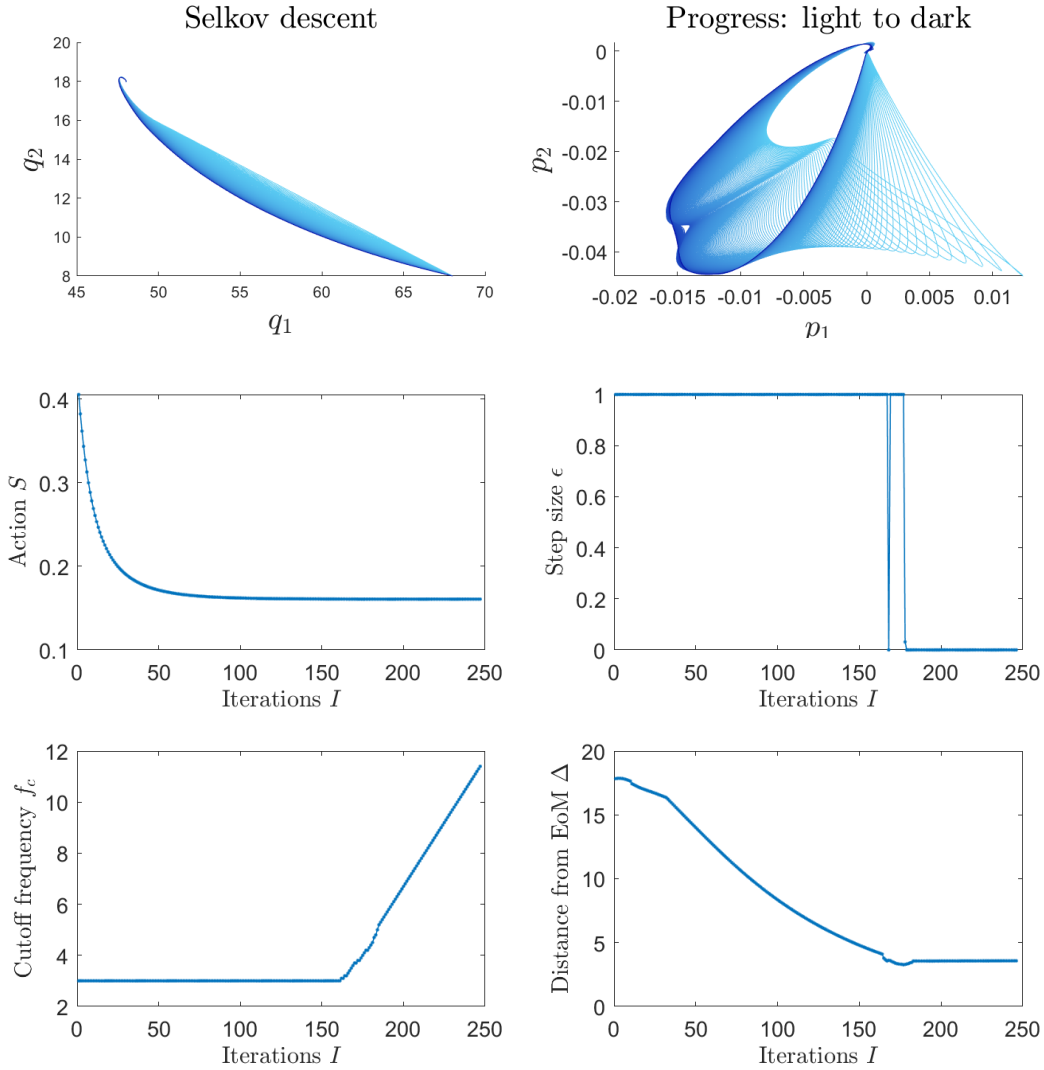 Selkov descent
20
18
16
14
12
10
8
q2
45 50 55 60 65 70
q1
Progress: light to dark
0
-0.01
-0.02
-0.03
-0.04
p2
-0.02 -0.015 -0.01 -0.005 0 0.005 0.01
p1
0.4
0.3
0.2
0.1
Action S
0 50 100 150 200 250
Iterations I
1
0.8
0.6
0.4
0.2
0
Step size ϵ
0 50 100 150 200 250
Iterations I
12
10
8
6
4
2
Cutoff frequency fc
0 50 100 150 200 250
Iterations I
20
15
10
5
0
Distance from EoM Δ
0 50 100 150 200 250
Iterations I